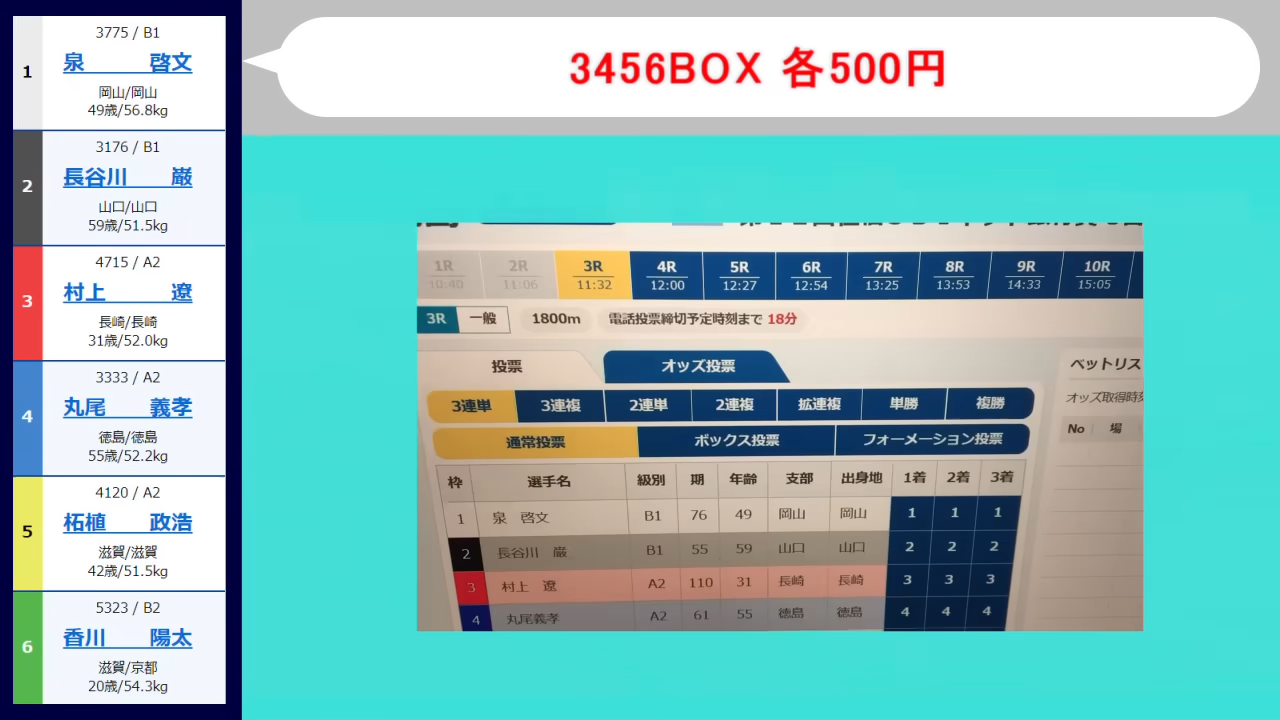 1
3775 / B1
泉 啓文
岡山/岡山
49歳/56.8kg
2
3176 / B1
長谷川 巌
山口/山口
59歳/51.5kg
3
4715 / A2
村上 遼
長崎/長崎
31歳/52.0kg
4
3333 / A2
丸尾 義孝
徳島/徳島
55歳/52.2kg
5
4120 / A2
柘植 政浩
滋賀/滋賀
42歳/51.5kg
6
5323 / B2
香川 陽太
滋賀/京都
20歳/54.3kg
3456BOX 各500円
1R 2R 3R 4R 5R 6R 7R 8R 9R 10R
10:40 11:06 11:32 12:00 12:27 12:54 13:25 13:53 14:33 15:05
3R 一般 1800m 電話投票締切予定時刻まで 18分
投票 オッズ投票 ベットリス
3連単 3連複 2連単 2連複 拡連複 単勝 複勝 オッズ取得時刻
通常投票 ボックス投票 フォーメーション投票 No 場
枠 選手名 級別 期 年齢 支部 出身地 1着 2着 3着
1 泉 啓文 B1 76 49 岡山 岡山 1 1 1
2 長谷川 巌 B1 55 59 山口 山口 2 2 2
3 村上 遼 A2 110 31 長崎 長崎 3 3 3
4 丸尾義孝 A2 61 55 徳島 徳島 4 4 4